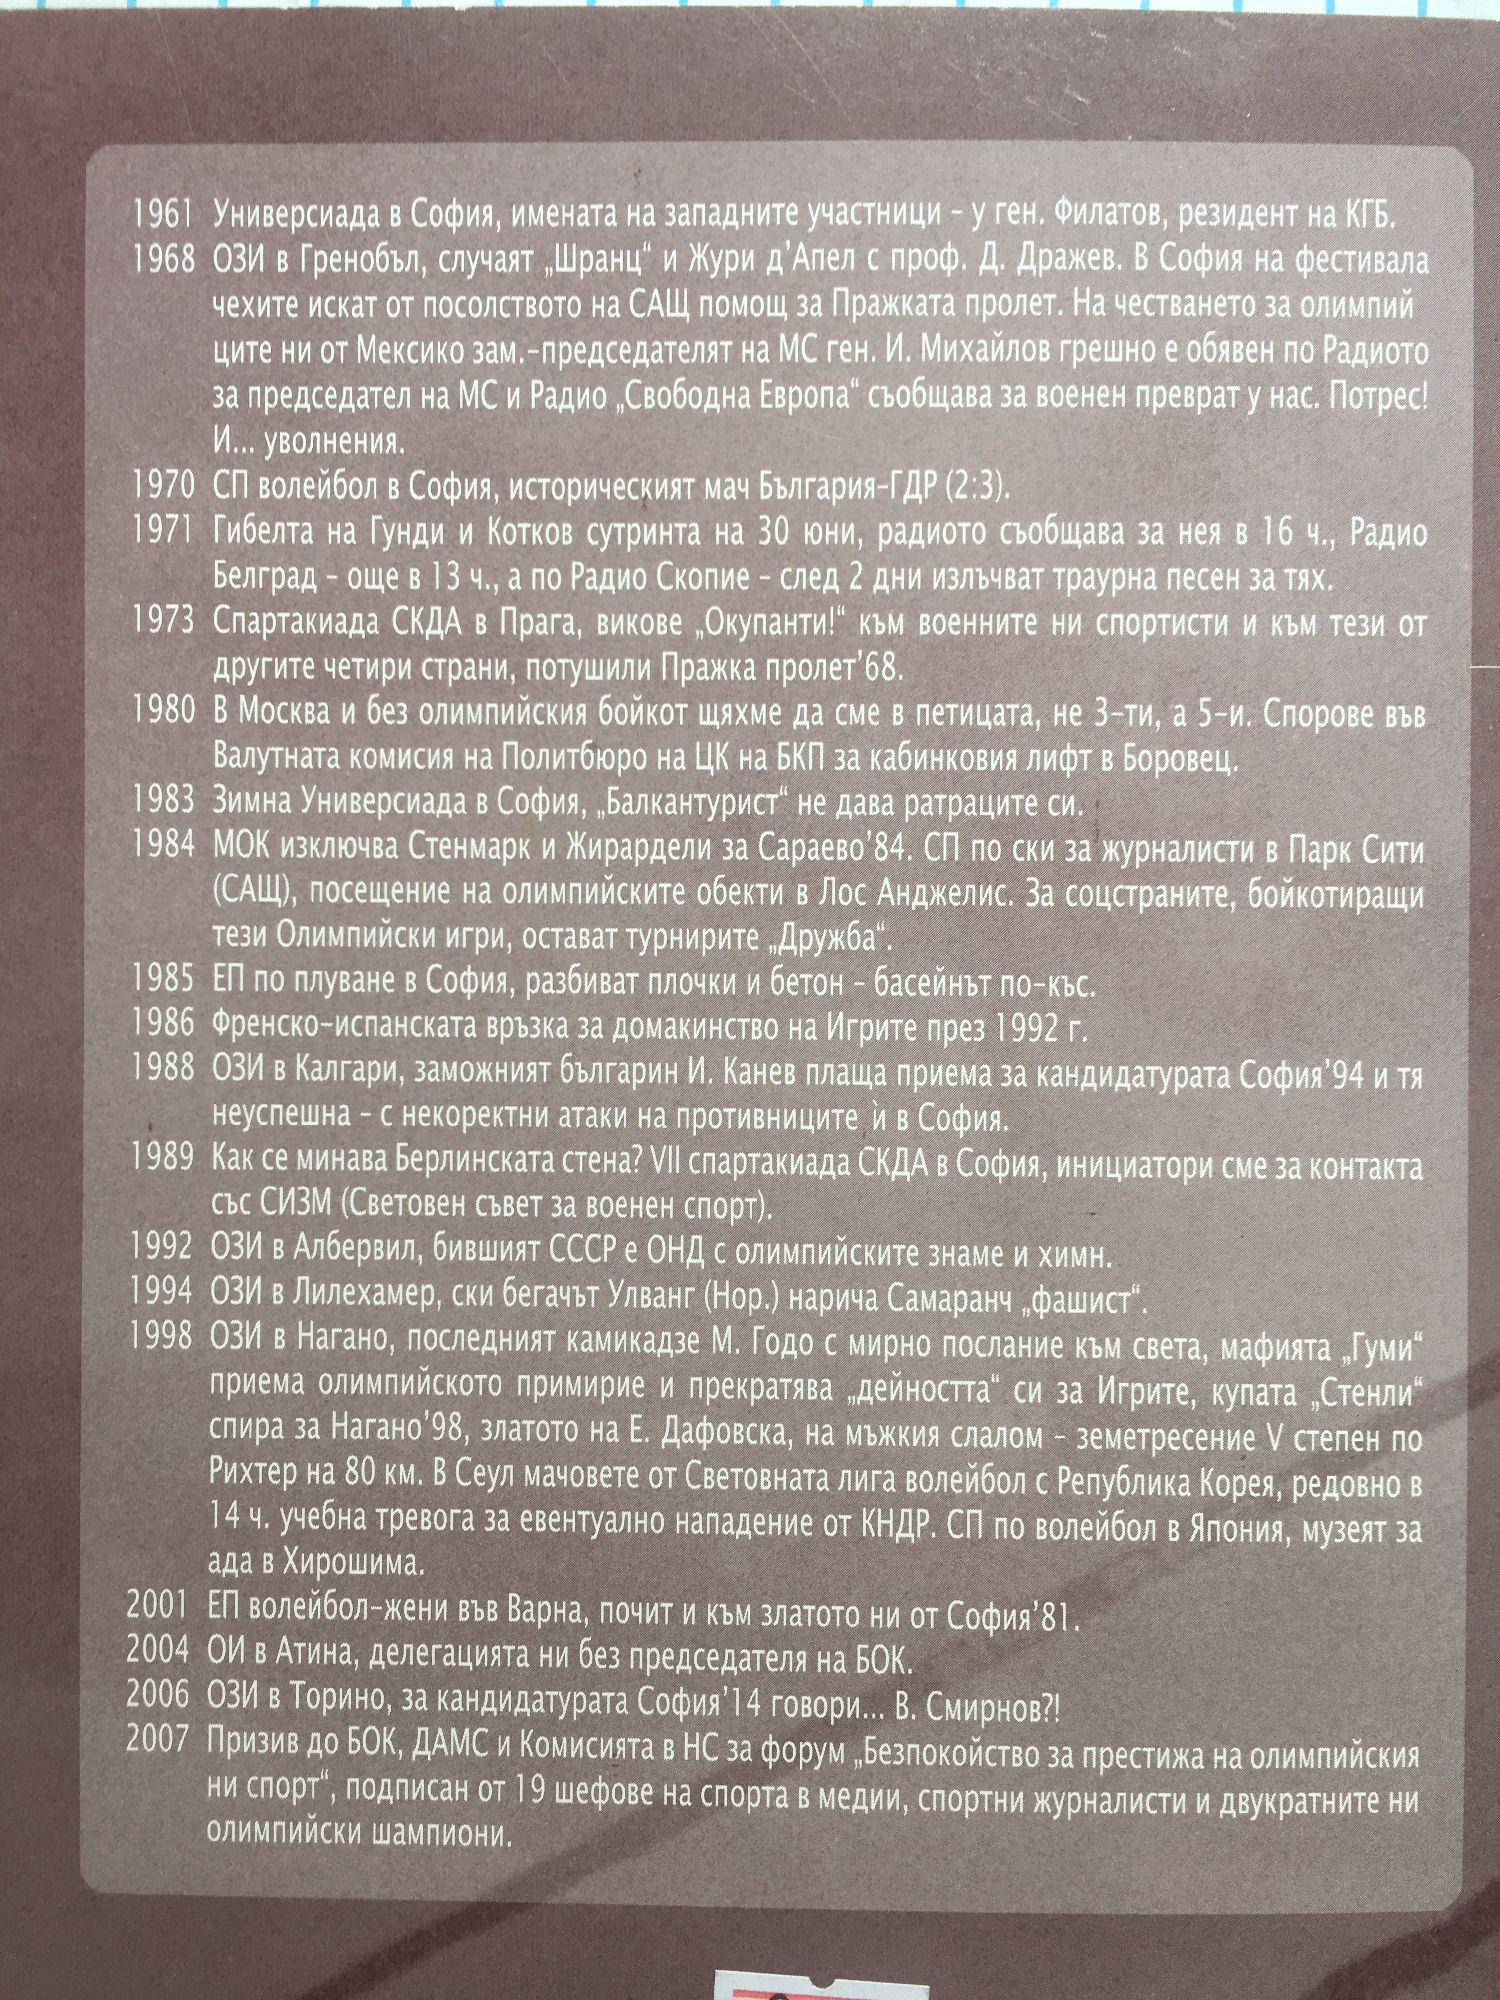 1961 Универсиада в София, имената на западните участници – у ген. Филатов, резидент на КГБ.
1968 ОЗИ в Гренобъл, случаят „Шранц“ и Жури д’Апел с проф. Д. Дражев. В София на фестивала
чехите искат от посолството на САЩ помощ за Пражката пролет. На честването за олимпий
ците ни от Мексико зам.-председателят на МС ген. И. Михайлов грешно е обявен по Радиото
за председател на МС и Радио „Свободна Европа“ съобщава за военен преврат у нас. Потрес!
И... уволнения.
1970 СП волейбол в София, историческият мач България-ГДР (2:3).
1971 Гибелта на Гунди и Котков сутринта на 30 юни, радиото съобщава за нея в 16 ч., Радио
Белград – още в 13 ч., а по Радио Скопие – след 2 дни излъчват траурна песен за тях.
1973 Спартакиада СКДА в Прага, викове „Окупанти!“ към военните ни спортисти и към тези от
другите четири страни, потушили Пражка пролет’68.
1980 В Москва и без олимпийския бойкот щяхме да сме в петицата, не 3-ти, а 5-и. Спорове във
Валутната комисия на Политбюро на ЦК на БКП за кабинковия лифт в Боровец.
1983 Зимна Универсиада в София, „Балкантурист“ не дава ратраците си.
1984 МОК изключва Стенмарк и Жирардели за Сараево’84. СП по ски за журналисти в Парк Сити
(САЩ), посещение на олимпийските обекти в Лос Анджелис. За соцстраните, бойкотиращи
тези Олимпийски игри, остават турнирите „Дружба“.
1985 ЕП по плуване в София, разбиват плочки и бетон – басейнът по-къс.
1986 Френско-испанската връзка за домакинство на Игрите през 1992 г.
1988 ОЗИ в Калгари, заможният българин И. Канев плаща приема за кандидатурата София’94 и тя
неуспешна – с некоректни атаки на противниците ѝ в София.
1989 Как се минава Берлинската стена? VII спартакиада СКДА в София, инициатори сме за контакта
със СИЗМ (Световен съвет за военен спорт).
1992 ОЗИ в Албервил, бившият СССР е ОНД с олимпийските знаме и химн.
1994 ОЗИ в Лилехамер, ски бегачът Улванг (Нор.) нарича Самаранч „фашист“.
1998 ОЗИ в Нагано, последният камикадзе М. Годо с мирно послание към света, мафията „Гуми“
приема олимпийското примирие и прекратява „дейността“ си за Игрите, купата „Стенли“
спира за Нагано’98, златото на Е. Дафовска, на мъжкия слалом – земетресение V степен по
Рихтер на 80 км. В Сеул мачовете от Световната лига волейбол с Република Корея, редовно в
14 ч. учебна тревога за евентуално нападение от КНДР. СП по волейбол в Япония, музеят за
ада в Хирошима.
2001 ЕП волейбол-жени във Варна, почит и към златото ни от София’81.
2004 ОИ в Атина, делегацията ни без председателя на БОК.
2006 ОЗИ в Торино, за кандидатурата София’14 говори... В. Смирнов?!
2007 Призив до БОК, ДАМС и Комисията в НС за форум „Безпокойство за престижа на олимпийския
ни спорт“, подписан от 19 шефове на спорта в медии, спортни журналисти и двукратните ни
олимпийски шампиони.